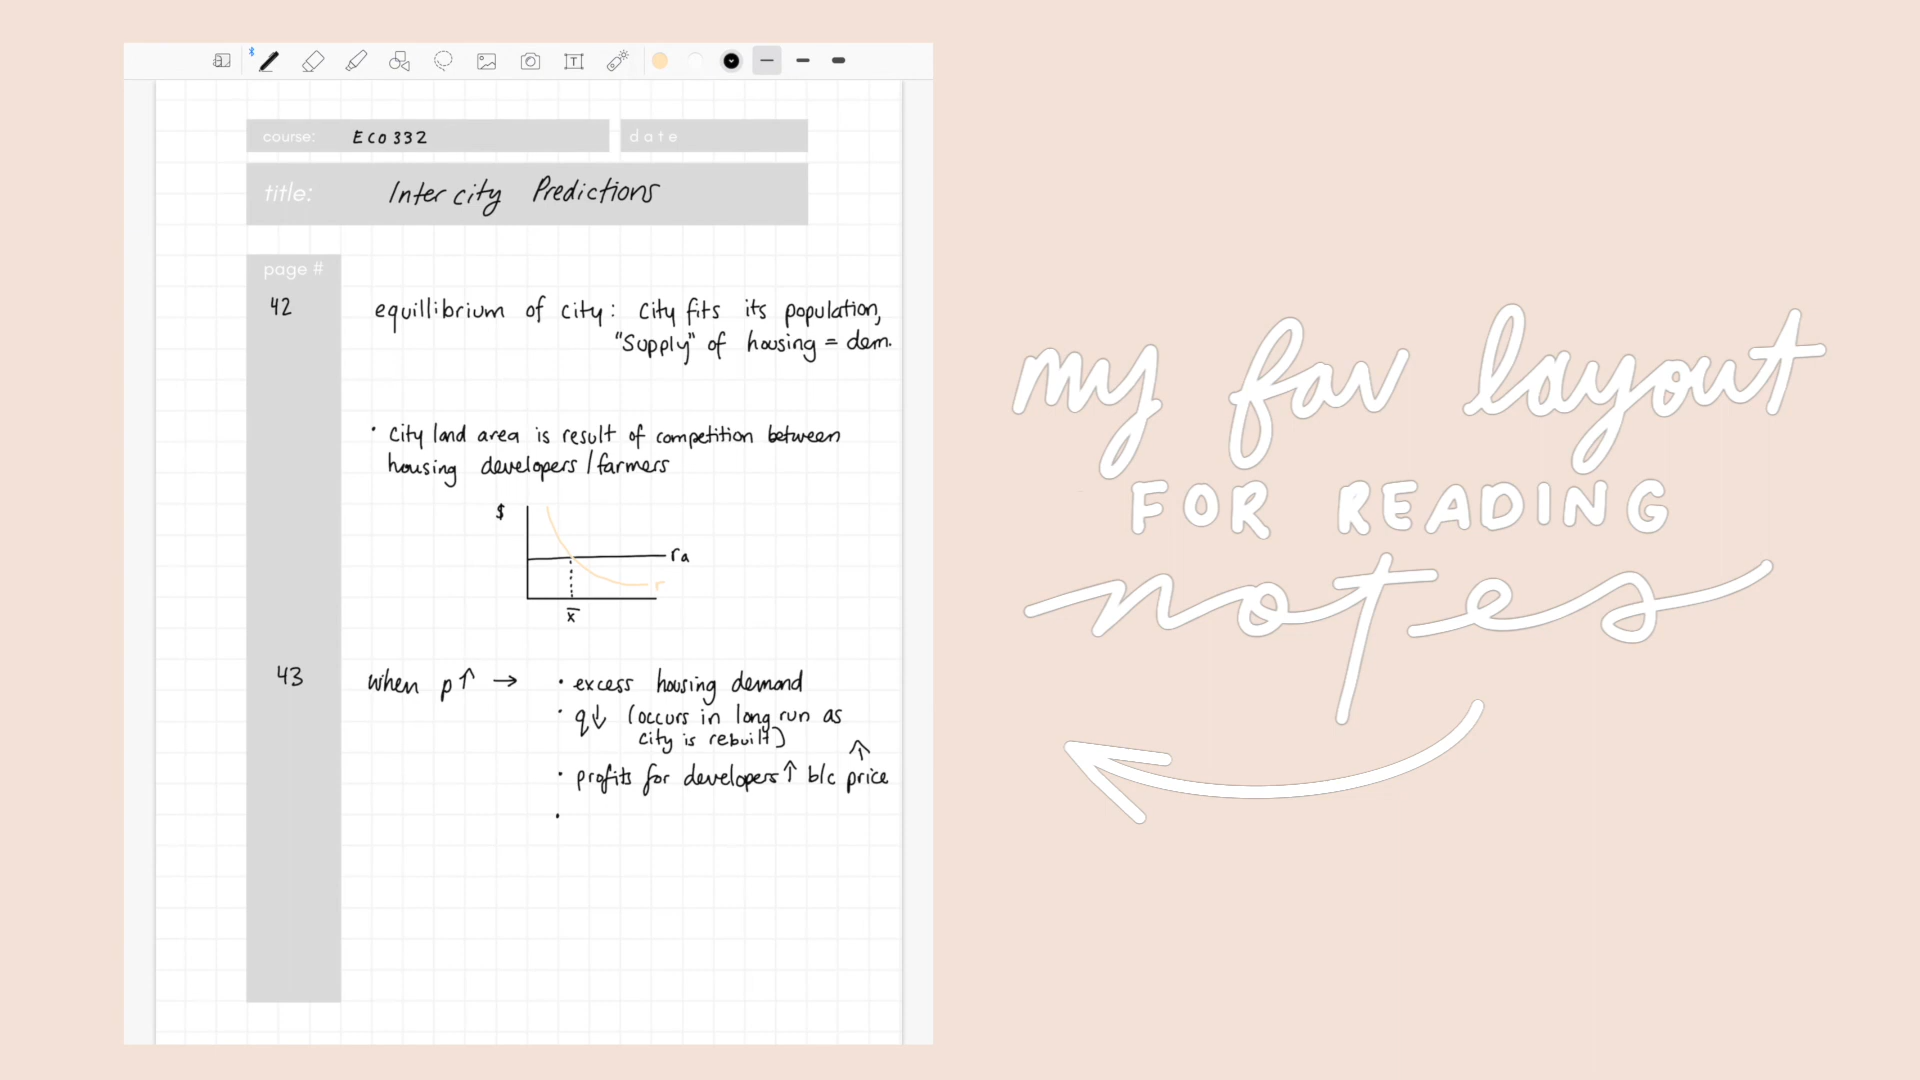 course: ECO 332
date
title: Inter city Predictions
page #
42 equillibrium of city: City fits its population,
"Supply" of housing = dem.
• City land area is result of competition between
housing developers / farmers
$
ra
r
x̅
43 when p↑ → • excess housing demand
• q↓ (occurs in long run as
city is rebuilt)
• profits for developers ↑ b/c price ↑
•
my fav layout
FOR READING
notes